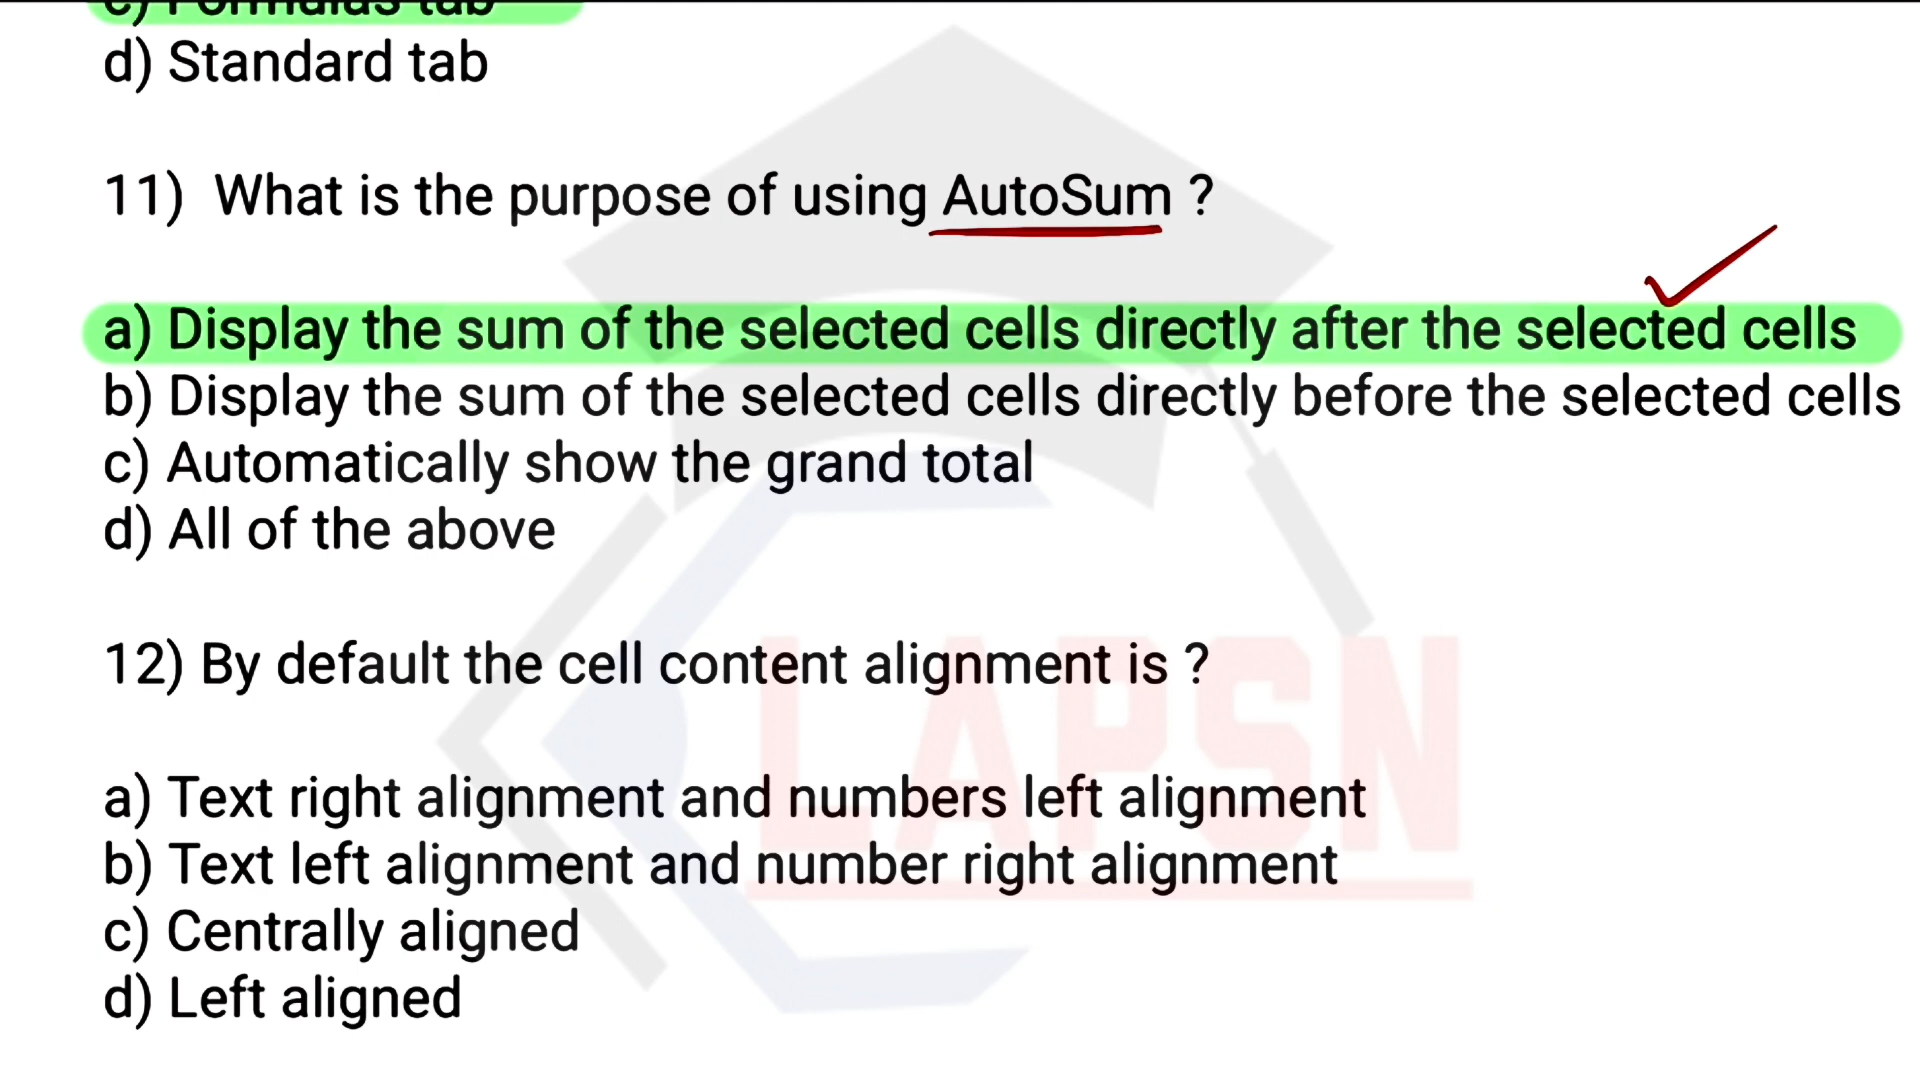 c) Formulas tab
d) Standard tab
11) What is the purpose of using AutoSum ?
a) Display the sum of the selected cells directly after the selected cells
b) Display the sum of the selected cells directly before the selected cells
c) Automatically show the grand total
d) All of the above
12) By default the cell content alignment is ?
a) Text right alignment and numbers left alignment
b) Text left alignment and number right alignment
c) Centrally aligned
d) Left aligned
LAPSN